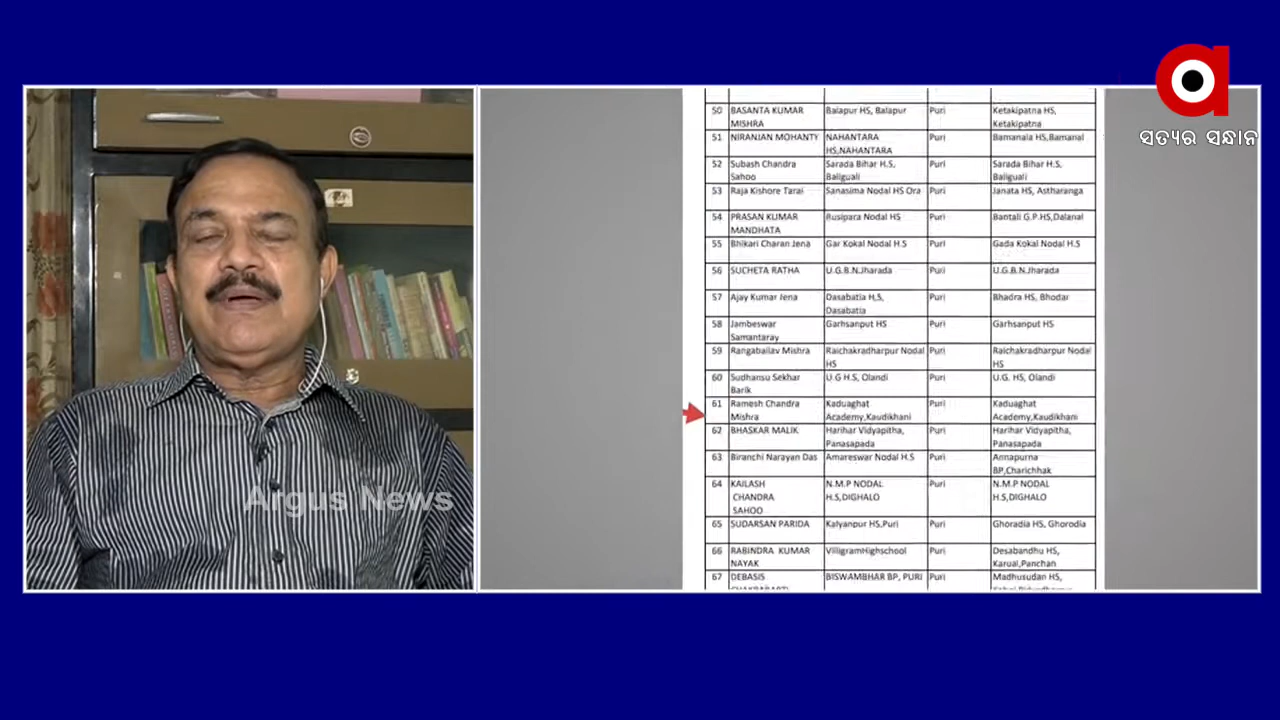 ସତ୍ୟର ସନ୍ଧାନ
Argus News
50 BASANTA KUMAR Balapur HS, Balapur Puri Ketakipatna HS,
MISHRA Ketakipatna
51 NIRANJAN MOHANTY NAHANTARA Puri Bamanala HS,Bamanal
HS,NAHANTARA
52 Subash Chandra Sarada Bihar H.S, Puri Sarada Bihar H.S,
Sahoo Baliguali Baliguali
53 Raja Kishore Tarai Sanasima Nodal HS Ora Puri Janata HS, Astharanga
54 PRASAN KUMAR Rusipara Nodal HS Puri Bantali G.P.HS,Dalanal
MANDHATA
55 Bhikari Charan Jena Gar Kokal Nodal H.S Puri Gada Kokal Nodal H.S
56 SUCHETA RATHA U.G.B.N.Jharada Puri U.G.B.N.Jharada
57 Ajay Kumar Jena Dasabatia H,S, Puri Bhadra HS, Bhodar
Dasabatia
58 Jambeswar Garhsanput HS Puri Garhsanput HS
Samantaray
59 Rangaballav Mishra Raichakradharpur Nodal Puri Raichakradharpur Nodal
HS HS
60 Sudhansu Sekhar U.G H.S, Olandi Puri U.G. HS, Olandi
Barik
61 Ramesh Chandra Kaduaghat Puri Kaduaghat
Mishra Academy,Kaudikhani Academy,Kaudikhani
62 BHASKAR MALIK Harihar Vidyapitha, Puri Harihar Vidyapitha,
Panasapada Panasapada
63 Biranchi Narayan Das Amareswar Nodal H.S Puri Annapurna
BP,Charichhak
64 KAILASH N.M.P NODAL Puri N.M.P NODAL
CHANDRA H.S,DIGHALO H.S,DIGHALO
SAHOO
65 SUDARSAN PARIDA Kalyanpur HS,Puri Puri Ghoradia HS, Ghorodia
66 RABINDRA KUMAR VilligramHighschool Puri Desabandhu HS,
NAYAK Karual,Panchan
67 DEBASIS BISWAMBHAR BP, PURI Puri Madhusudan HS,